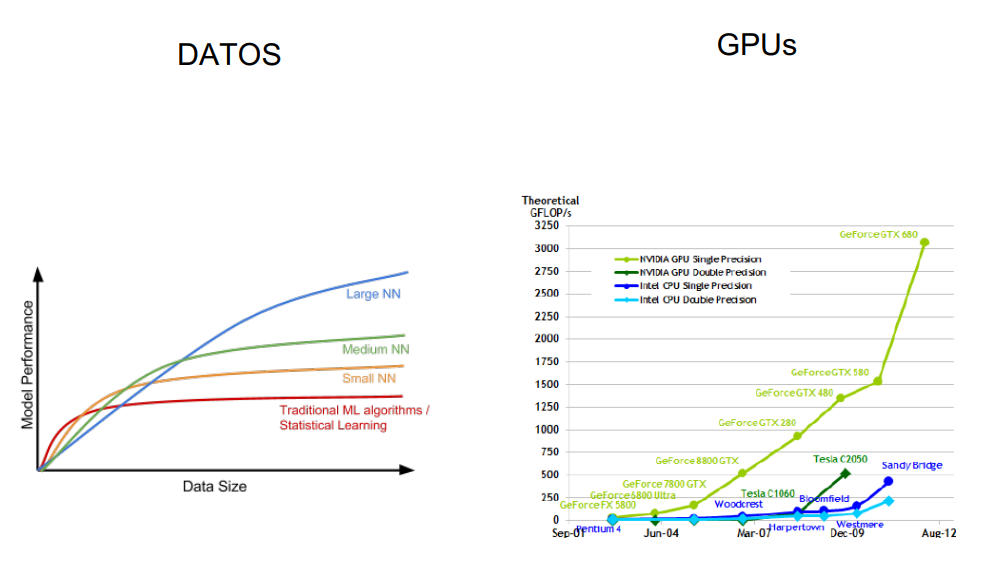 DATOS
GPUs
Model Performance
Large NN
Medium NN
Small NN
Traditional ML algorithms /
Statistical Learning
Data Size
Theoretical
GFLOP/s
3250
3000
2750
2500
2250
2000
1750
1500
1250
1000
750
500
250
0
NVIDIA GPU Single Precision
NVIDIA GPU Double Precision
Intel CPU Single Precision
Intel CPU Double Precision
GeForce GTX 680
GeForce GTX 580
GeForce GTX 480
GeForce GTX 280
GeForce 8800 GTX
GeForce 7800 GTX
GeForce 6800 Ultra
GeForce FX 5800
Tesla C2050
Tesla C1060
Sandy Bridge
Woodcrest
Bloomfield
Pentium 4
Harpertown
Westmere
Sep-01
Jun-04
Mar-07
Dec-09
Aug-12